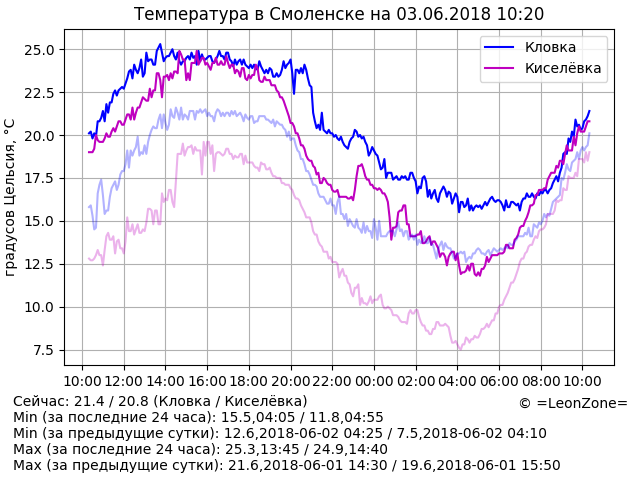 Температура в Смоленске на 03.06.2018 10:20
градусов Цельсия, °C
25.0
22.5
20.0
17.5
15.0
12.5
10.0
7.5
Кловка
Киселёвка
10:00 12:00 14:00 16:00 18:00 20:00 22:00 00:00 02:00 04:00 06:00 08:00 10:00
Сейчас: 21.4 / 20.8 (Кловка / Киселёвка)
© =LeonZone=
Min (за последние 24 часа): 15.5,04:05 / 11.8,04:55
Min (за предыдущие сутки): 12.6,2018-06-02 04:25 / 7.5,2018-06-02 04:10
Max (за последние 24 часа): 25.3,13:45 / 24.9,14:40
Max (за предыдущие сутки): 21.6,2018-06-01 14:30 / 19.6,2018-06-01 15:50